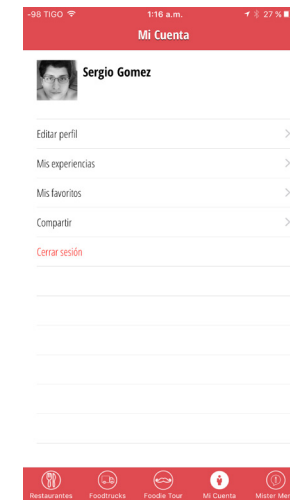 -98 TIGO 1:16 a.m. 27 %
Mi Cuenta
Sergio Gomez
Editar perfil
Mis experiencias
Mis favoritos
Compartir
Cerrar sesión
Restaurantes Foodtrucks Foodie Tour Mi Cuenta Mister Men